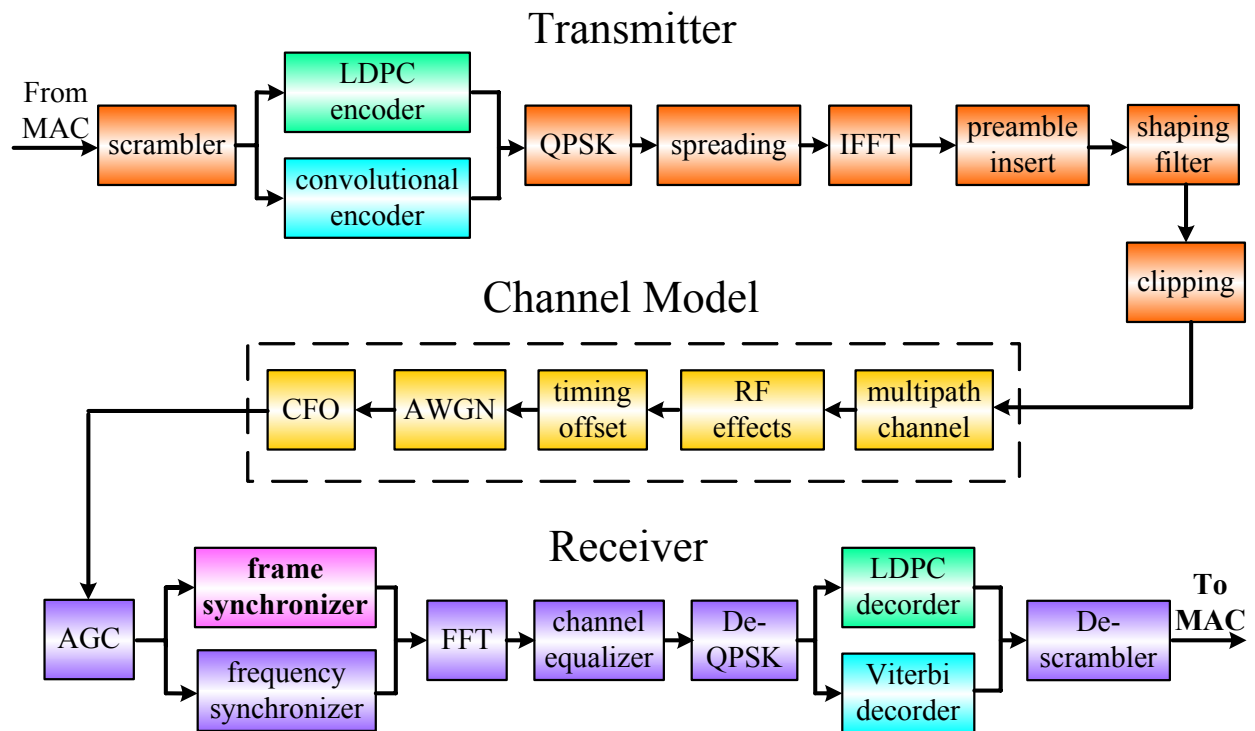 Transmitter
From
MAC
scrambler
LDPC
encoder
convolutional
encoder
QPSK
spreading
IFFT
preamble
insert
shaping
filter
clipping
Channel Model
CFO
AWGN
timing
offset
RF
effects
multipath
channel
Receiver
AGC
frame
synchronizer
frequency
synchronizer
FFT
channel
equalizer
De-
QPSK
LDPC
decorder
Viterbi
decorder
De-
scrambler
To
MAC